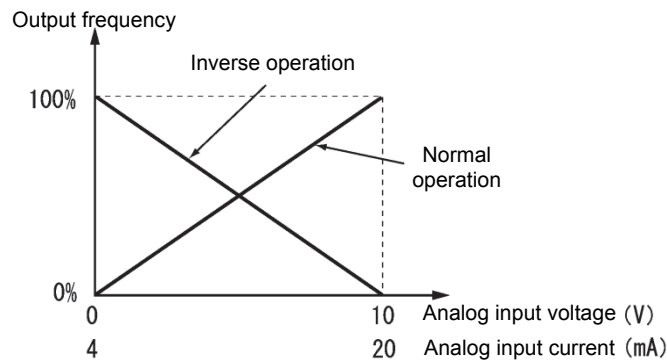 Output frequency
Inverse operation
100%
Normal
operation
0%
0 10 Analog input voltage (V)
4 20 Analog input current (mA)